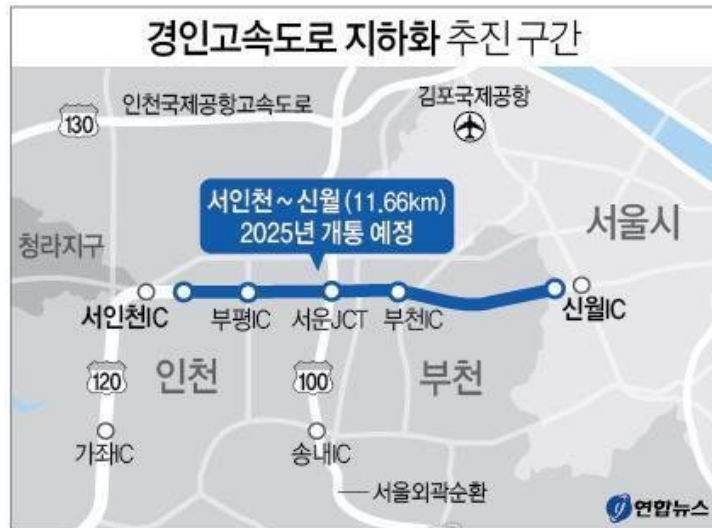 경인고속도로 지하화 추진 구간
인천국제공항고속도로
김포국제공항
130
서인천~신월(11.66km)
2025년 개통 예정
서울시
청라지구
서인천IC
부평IC
서운JCT
부천IC
신월IC
120
인천
100
부천
가좌IC
송내IC
서울외곽순환
연합뉴스